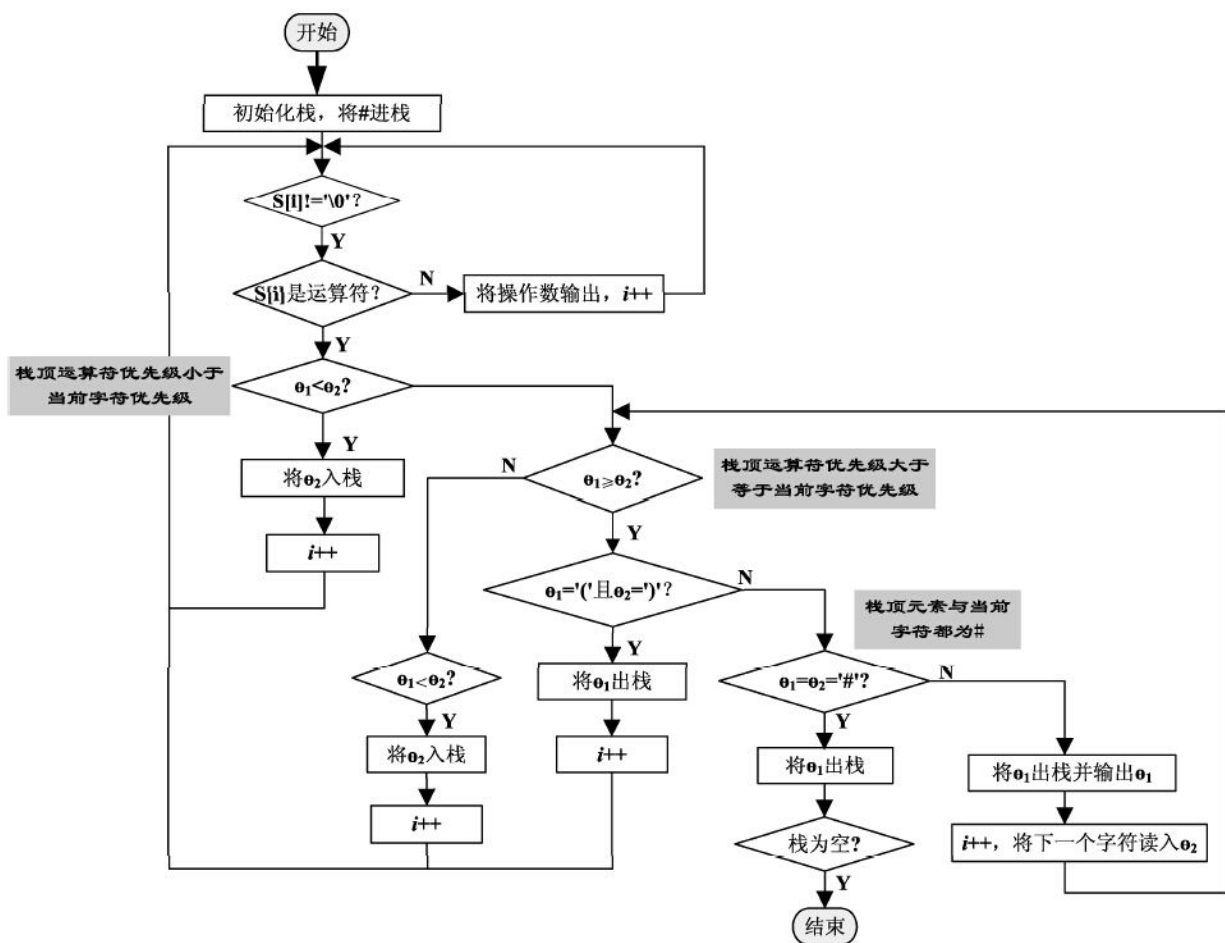 开始
初始化栈，将#进栈
S[i]!='\0'?
Y
S[i]是运算符？
N
将操作数输出，i++
Y
栈顶运算符优先级小于
当前字符优先级
θ₁<θ₂?
Y
将θ₂入栈
i++
N
θ₁≥θ₂?
栈顶运算符优先级大于
等于当前字符优先级
Y
θ₁='('且θ₂=')'?
N
栈顶元素与当前
字符都为#
Y
θ₁<θ₂?
将θ₁出栈
θ₁=θ₂='#'?
N
Y
Y
将θ₂入栈
i++
将θ₁出栈
将θ₁出栈并输出θ₁
i++
栈为空?
i++，将下一个字符读入θ₂
Y
结束